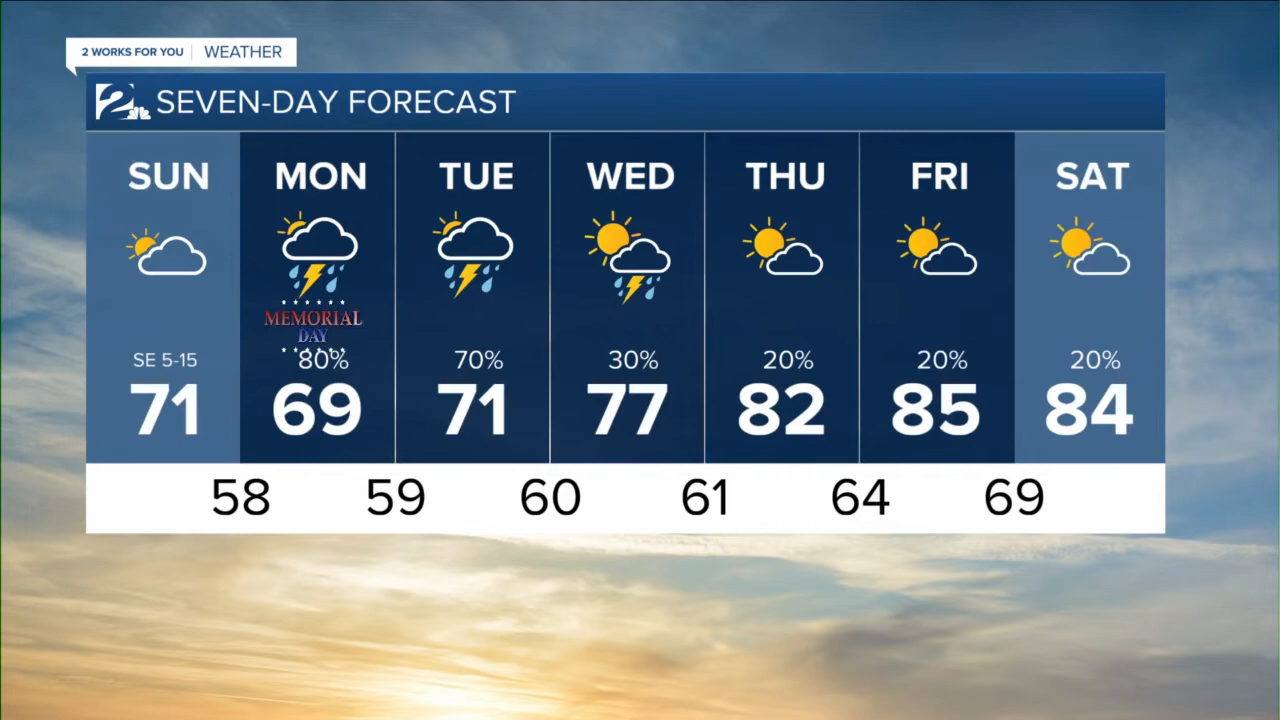 2 WORKS FOR YOU | WEATHER
2 SEVEN-DAY FORECAST
SUN MON TUE WED THU FRI SAT
MEMORIAL
DAY
SE 5-15 80% 70% 30% 20% 20% 20%
71 69 71 77 82 85 84
58 59 60 61 64 69